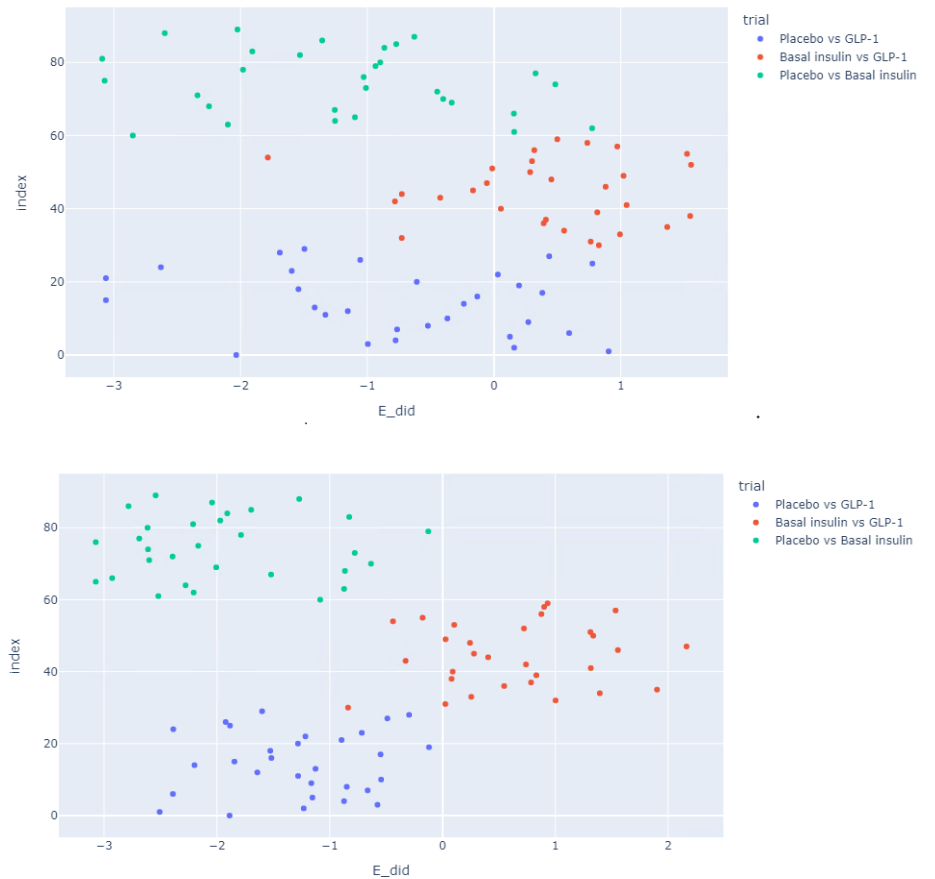 trial
Placebo vs GLP-1
Basal insulin vs GLP-1
Placebo vs Basal insulin
80
60
40
20
0
index
−3
−2
−1
0
1
E_did
trial
Placebo vs GLP-1
Basal insulin vs GLP-1
Placebo vs Basal insulin
80
60
40
20
0
index
−3
−2
−1
0
1
2
E_did